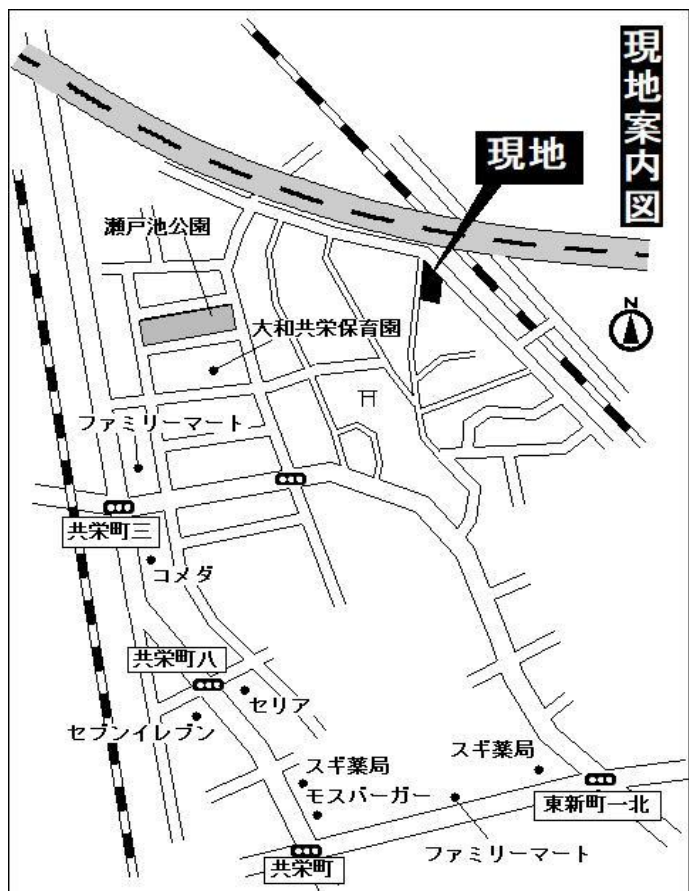 現地案内図
現地
瀬戸池公園
N
大和共栄保育園
ファミリーマート
共栄町三
コメダ
共栄町八
セリア
セブンイレブン
スギ薬局
スギ薬局
モスバーガー
東新町一北
ファミリーマート
共栄町